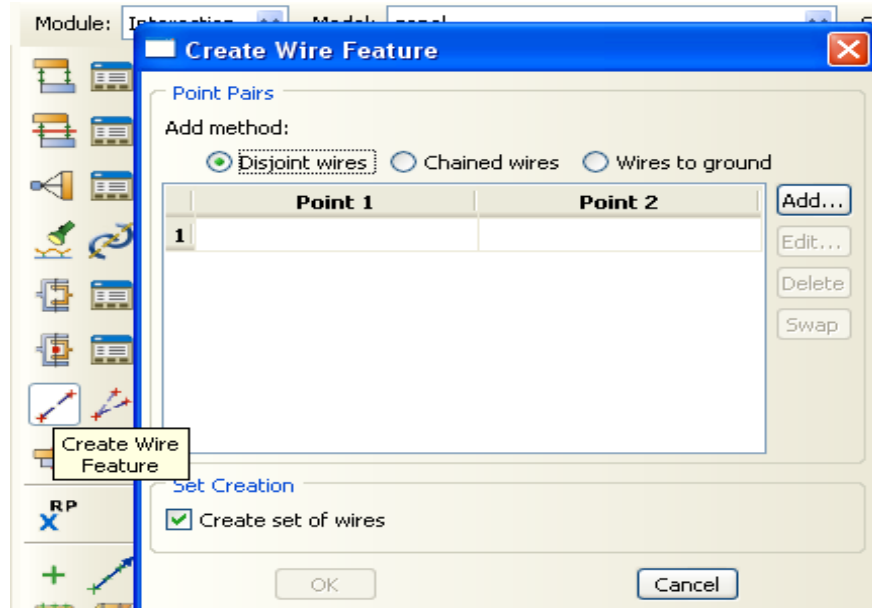 Module:
Create Wire Feature
Point Pairs
Add method:
Disjoint wires Chained wires Wires to ground
Point 1 Point 2 Add...
1
Edit...
Delete
Swap
Create Wire
Feature
Set Creation
RP
Create set of wires
OK Cancel